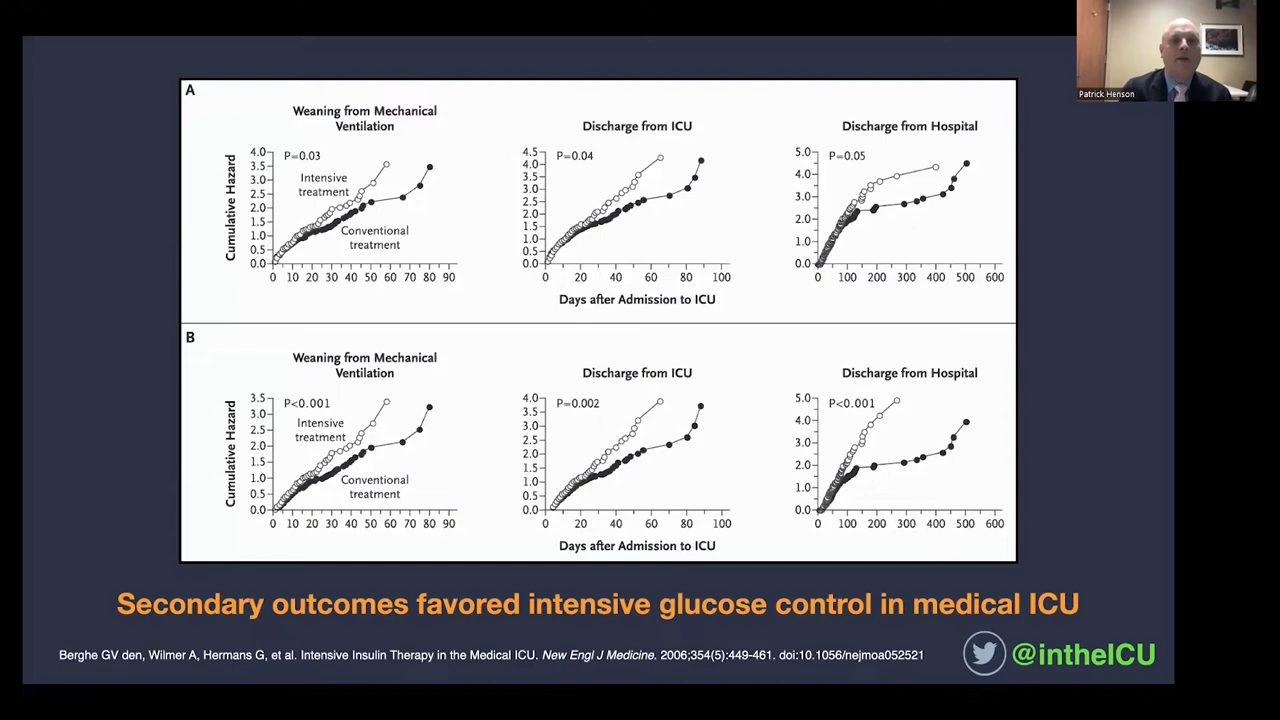 Patrick Henson
A
Weaning from Mechanical
Ventilation
Discharge from ICU
Discharge from Hospital
Cumulative Hazard
4.0
3.5
3.0
2.5
2.0
1.5
1.0
0.5
0.0
P=0.03
Intensive
treatment
Conventional
treatment
0 10 20 30 40 50 60 70 80 90
4.5
4.0
3.5
3.0
2.5
2.0
1.5
1.0
0.5
0.0
P=0.04
0 20 40 60 80 100
5.0
4.0
3.0
2.0
1.0
0.0
P=0.05
0 100 200 300 400 500 600
Days after Admission to ICU
B
Weaning from Mechanical
Ventilation
Discharge from ICU
Discharge from Hospital
Cumulative Hazard
3.5
3.0
2.5
2.0
1.5
1.0
0.5
0.0
P<0.001
Intensive
treatment
Conventional
treatment
0 10 20 30 40 50 60 70 80 90
4.0
3.5
3.0
2.5
2.0
1.5
1.0
0.5
0.0
P=0.002
0 20 40 60 80 100
5.0
4.0
3.0
2.0
1.0
0.0
P<0.001
0 100 200 300 400 500 600
Days after Admission to ICU
Secondary outcomes favored intensive glucose control in medical ICU
Berghe GV den, Wilmer A, Hermans G, et al. Intensive Insulin Therapy in the Medical ICU. New Engl J Medicine. 2006;354(5):449-461. doi:10.1056/nejmoa052521
@intheICU